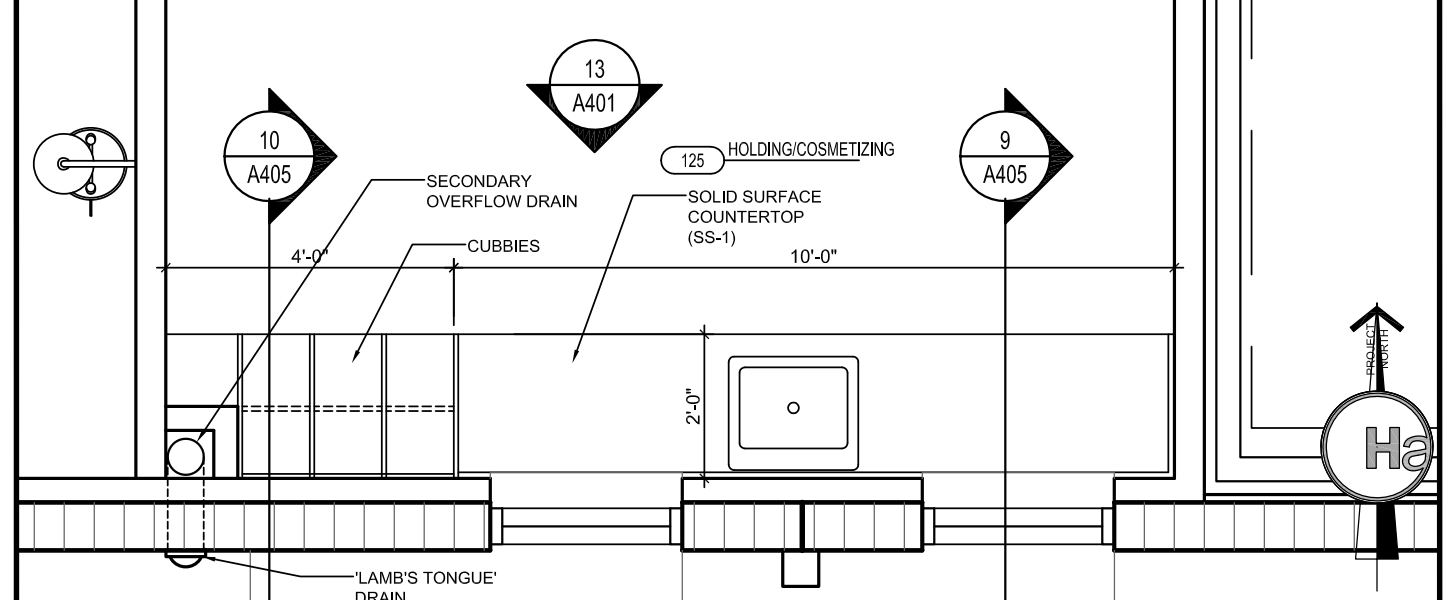 13
A401
10
A405
125
HOLDING/COSMETIZING
9
A405
SECONDARY
OVERFLOW DRAIN
SOLID SURFACE
COUNTERTOP
(SS-1)
CUBBIES
4'-0"
10'-0"
2'-0"
PROJECT
NORTH
Ha
'LAMB'S TONGUE'
DRAIN